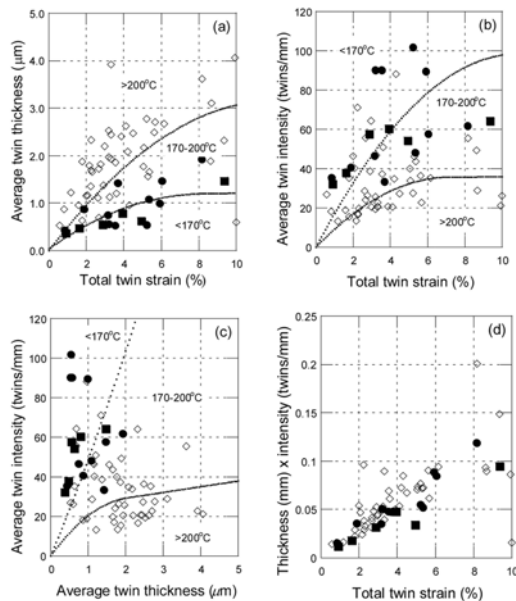 (a)
Average twin thickness (μm)
5.0
4.0
3.0
2.0
1.0
0.0
>200°C
170-200°C
<170°C
0 2 4 6 8 10
Total twin strain (%)
(b)
Average twin intensity (twins/mm)
120
100
80
60
40
20
0
<170°C
170-200°C
>200°C
0 2 4 6 8 10
Total twin strain (%)
(c)
Average twin intensity (twins/mm)
120
100
80
60
40
20
0
<170°C
170-200°C
>200°C
0 1 2 3 4 5
Average twin thickness (μm)
(d)
Thickness (mm) x intensity (twins/mm)
0.25
0.2
0.15
0.1
0.05
0
0 2 4 6 8 10
Total twin strain (%)